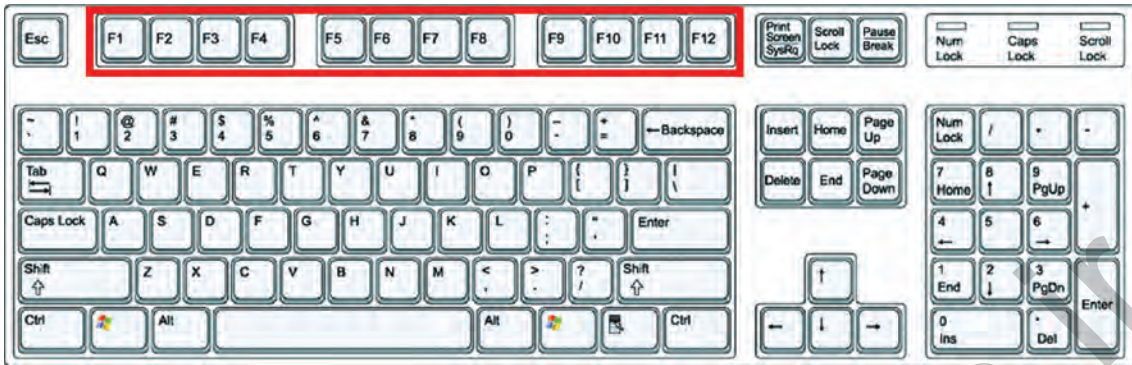 Esc F1 F2 F3 F4 F5 F6 F7 F8 F9 F10 F11 F12 Print Screen SysRq Scroll Lock Pause Break Num Lock Caps Lock Scroll Lock
~ ` ! 1 @ 2 # 3 $ 4 % 5 ^ 6 & 7 * 8 ( 9 ) 0 _ - + = ←Backspace Insert Home Page Up Num Lock / * -
Tab Q W E R T Y U I O P { [ } ] | \ Delete End Page Down 7 Home 8 ↑ 9 PgUp +
Caps Lock A S D F G H J K L : ; " ' Enter 4 ← 5 6 →
Shift Z X C V B N M < , > . ? / Shift ↑ 1 End 2 ↓ 3 PgDn Enter
Ctrl Alt Alt Ctrl ← ↓ → 0 Ins . Del